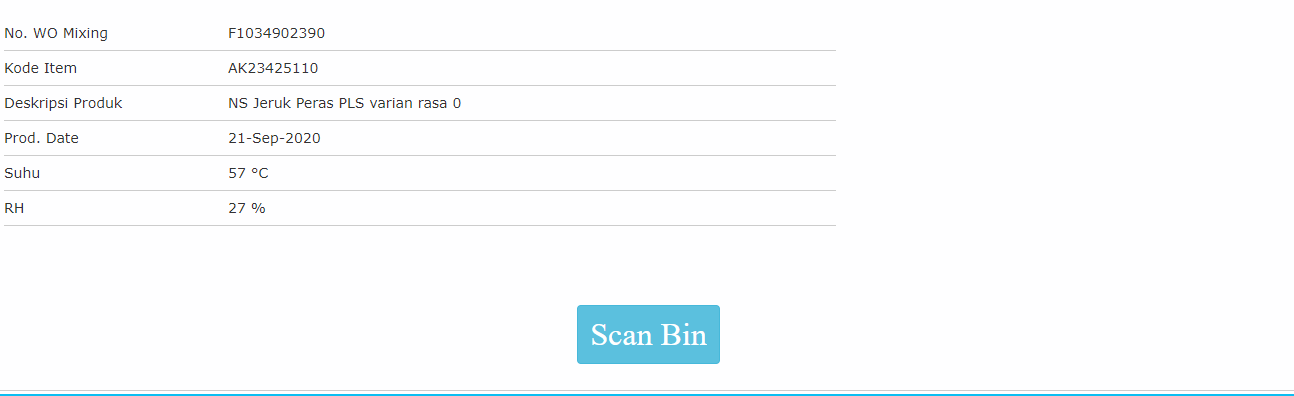 No. WO Mixing F1034902390
Kode Item AK23425110
Deskripsi Produk NS Jeruk Peras PLS varian rasa 0
Prod. Date 21-Sep-2020
Suhu 57 °C
RH 27 %
Scan Bin